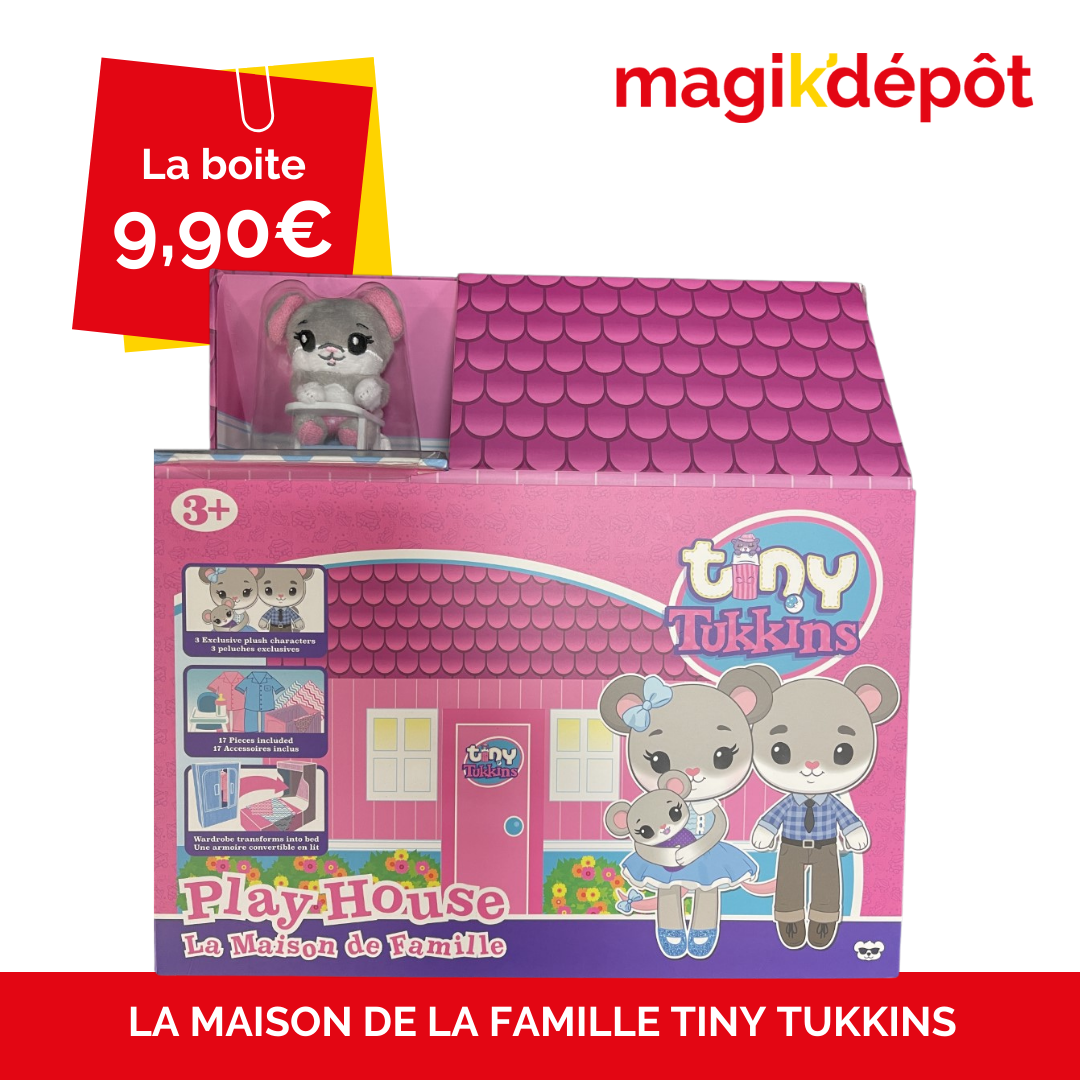 magik'dépôt
La boite
9,90€
3+
tiny
Tukkins
3 Exclusive plush characters
3 peluches exclusives
17 Pieces included
17 Accessoires inclus
Wardrobe transforms into bed
Une armoire convertible en lit
tiny
Tukkins
Play House
La Maison de Famille
LA MAISON DE LA FAMILLE TINY TUKKINS